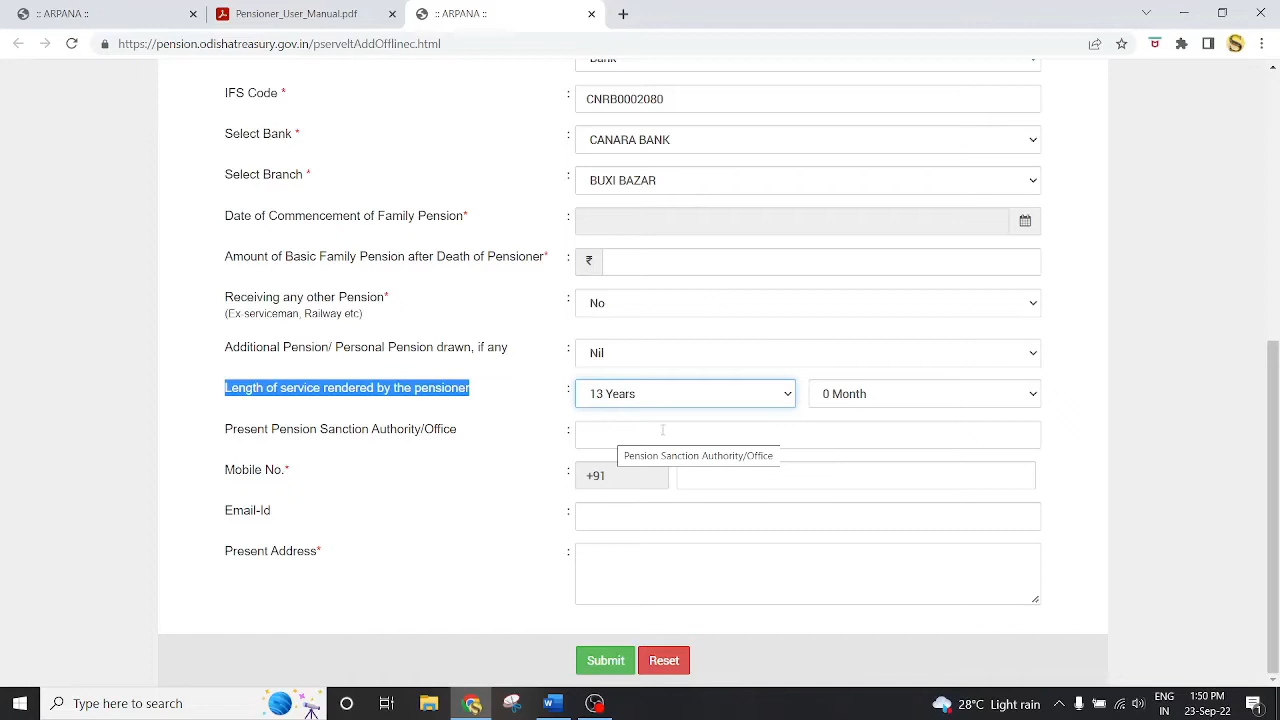 :: ARPANA ::
Pensioner_User_Manual.pdf
:: ARPANA ::
https://pension.odishatreasury.gov.in/pserveltAddOfflinec.html
Bank
IFS Code * : CNRB0002080
Select Bank * : CANARA BANK
Select Branch * : BUXI BAZAR
Date of Commencement of Family Pension* :
Amount of Basic Family Pension after Death of Pensioner* : ₹
Receiving any other Pension* : No
(Ex serviceman, Railway etc)
Additional Pension/ Personal Pension drawn, if any : Nil
Length of service rendered by the pensioner : 13 Years 0 Month
Present Pension Sanction Authority/Office :
Pension Sanction Authority/Office
Mobile No.* : +91
Email-Id :
Present Address* :
Submit Reset
Type here to search
28°C Light rain
ENG
IN
1:50 PM
23-Sep-22